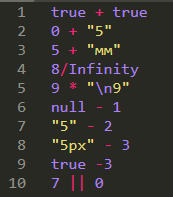 1 true + true
2 0 + "5"
3 5 + "мм"
4 8/Infinity
5 9 * "\n9"
6 null - 1
7 "5" - 2
8 "5px" - 3
9 true -3
10 7 || 0